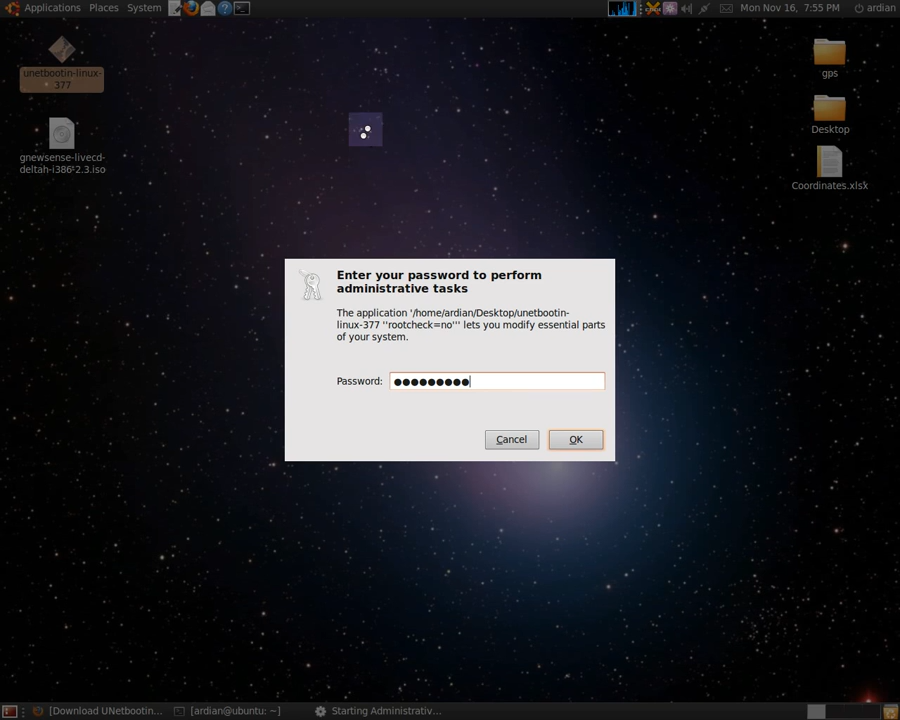 Applications Places System
Mon Nov 16, 7:55 PM
ardian
unetbootin-linux-
377
gnewsense-livecd-
deltah-i386-2.3.iso
gps
Desktop
Coordinates.xlsx
Enter your password to perform
administrative tasks
The application '/home/ardian/Desktop/unetbootin-
linux-377 ''rootcheck=no''' lets you modify essential parts
of your system.
Password:
Cancel OK
[Download UNetbootin... [ardian@ubuntu: ~] Starting Administrativ...